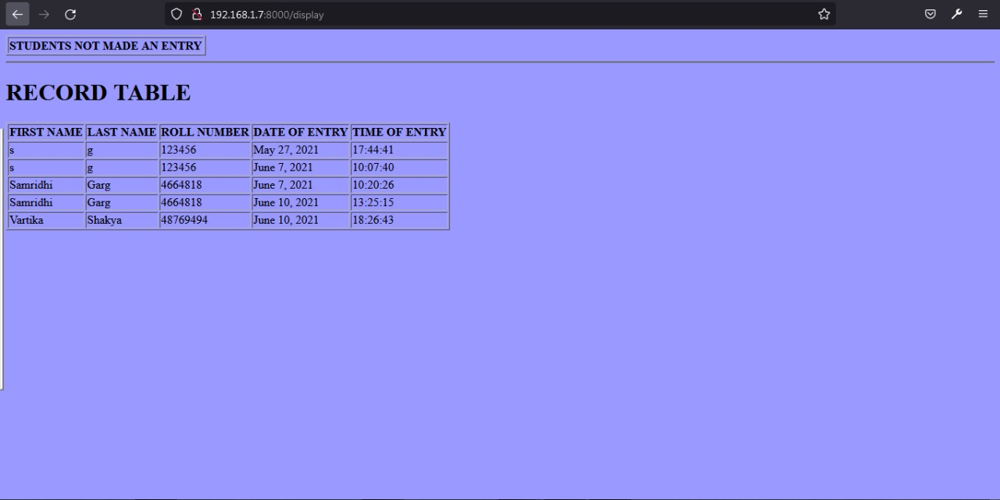 192.168.1.7:8000/display
STUDENTS NOT MADE AN ENTRY
RECORD TABLE
FIRST NAME LAST NAME ROLL NUMBER DATE OF ENTRY TIME OF ENTRY
s g 123456 May 27, 2021 17:44:41
s g 123456 June 7, 2021 10:07:40
Samridhi Garg 4664818 June 7, 2021 10:20:26
Samridhi Garg 4664818 June 10, 2021 13:25:15
Vartika Shakya 48769494 June 10, 2021 18:26:43